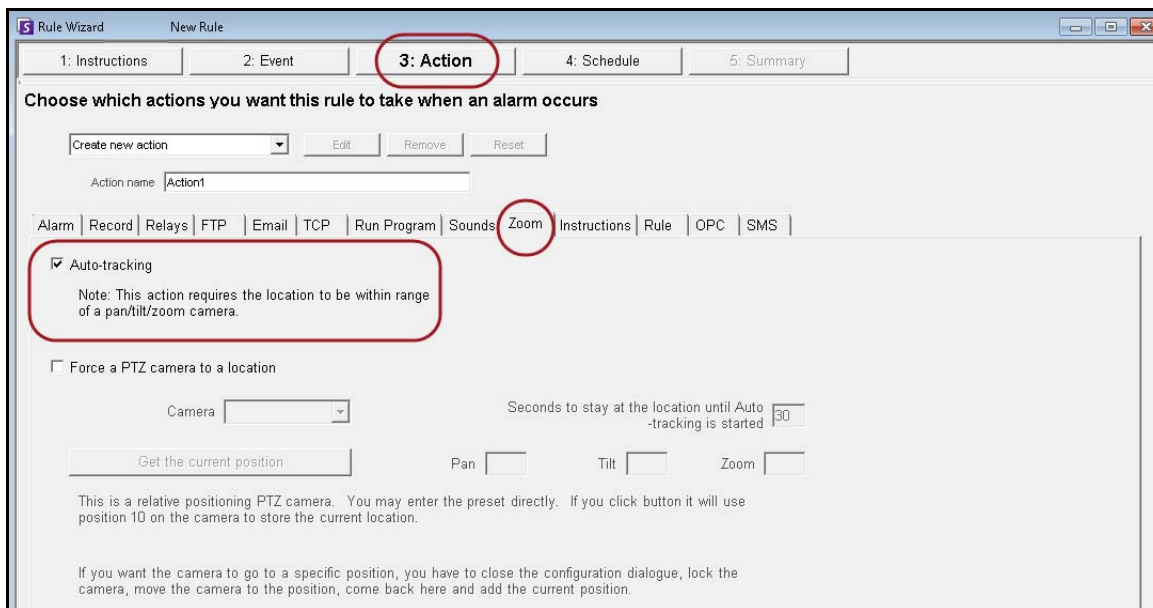 Rule Wizard New Rule
1: Instructions 2: Event 3: Action 4: Schedule 5: Summary
Choose which actions you want this rule to take when an alarm occurs
Create new action Edit Remove Reset
Action name Action1
Alarm Record Relays FTP Email TCP Run Program Sounds Zoom Instructions Rule OPC SMS
Auto-tracking
Note: This action requires the location to be within range
of a pan/tilt/zoom camera.
Force a PTZ camera to a location
Camera Seconds to stay at the location until Auto 30
-tracking is started
Get the current position Pan Tilt Zoom
This is a relative positioning PTZ camera. You may enter the preset directly. If you click button it will use
position 10 on the camera to store the current location.
If you want the camera to go to a specific position, you have to close the configuration dialogue, lock the
camera, move the camera to the position, come back here and add the current position.